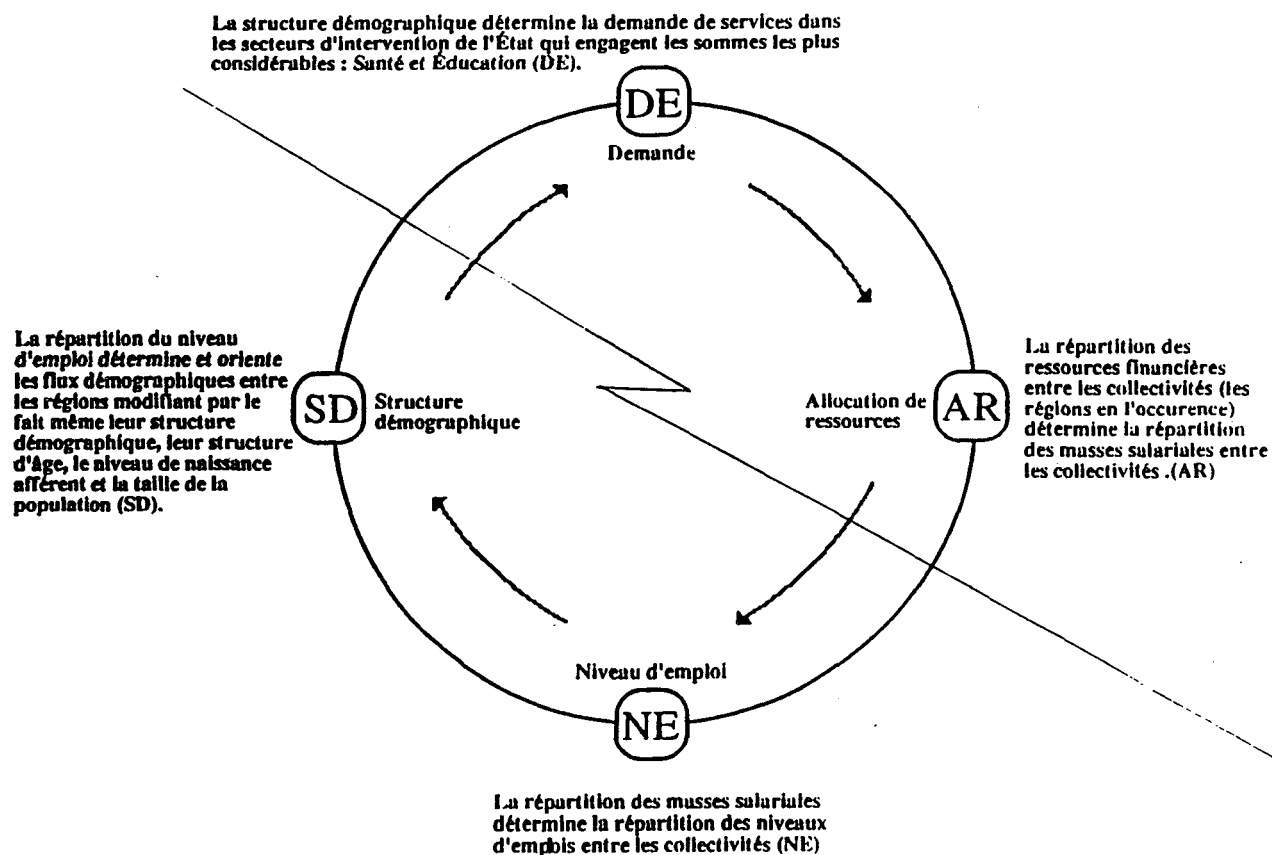 La structure démographique détermine la demande de services dans
les secteurs d'intervention de l'État qui engagent les sommes les plus
considérables : Santé et Éducation (DE).
DE
Demande
La répartition du niveau
d'emploi détermine et oriente
les flux démographiques entre
les régions modifiant par le
fait même leur structure
démographique, leur structure
d'âge, le niveau de naissance
afférent et la taille de la
population (SD).
SD
Structure
démographique
Allocation de
ressources
AR
La répartition des
ressources financières
entre les collectivités (les
régions en l'occurence)
détermine la répartition
des masses salariales entre
les collectivités .(AR)
Niveau d'emploi
NE
La répartition des masses salariales
détermine la répartition des niveaux
d'emplois entre les collectivités (NE)